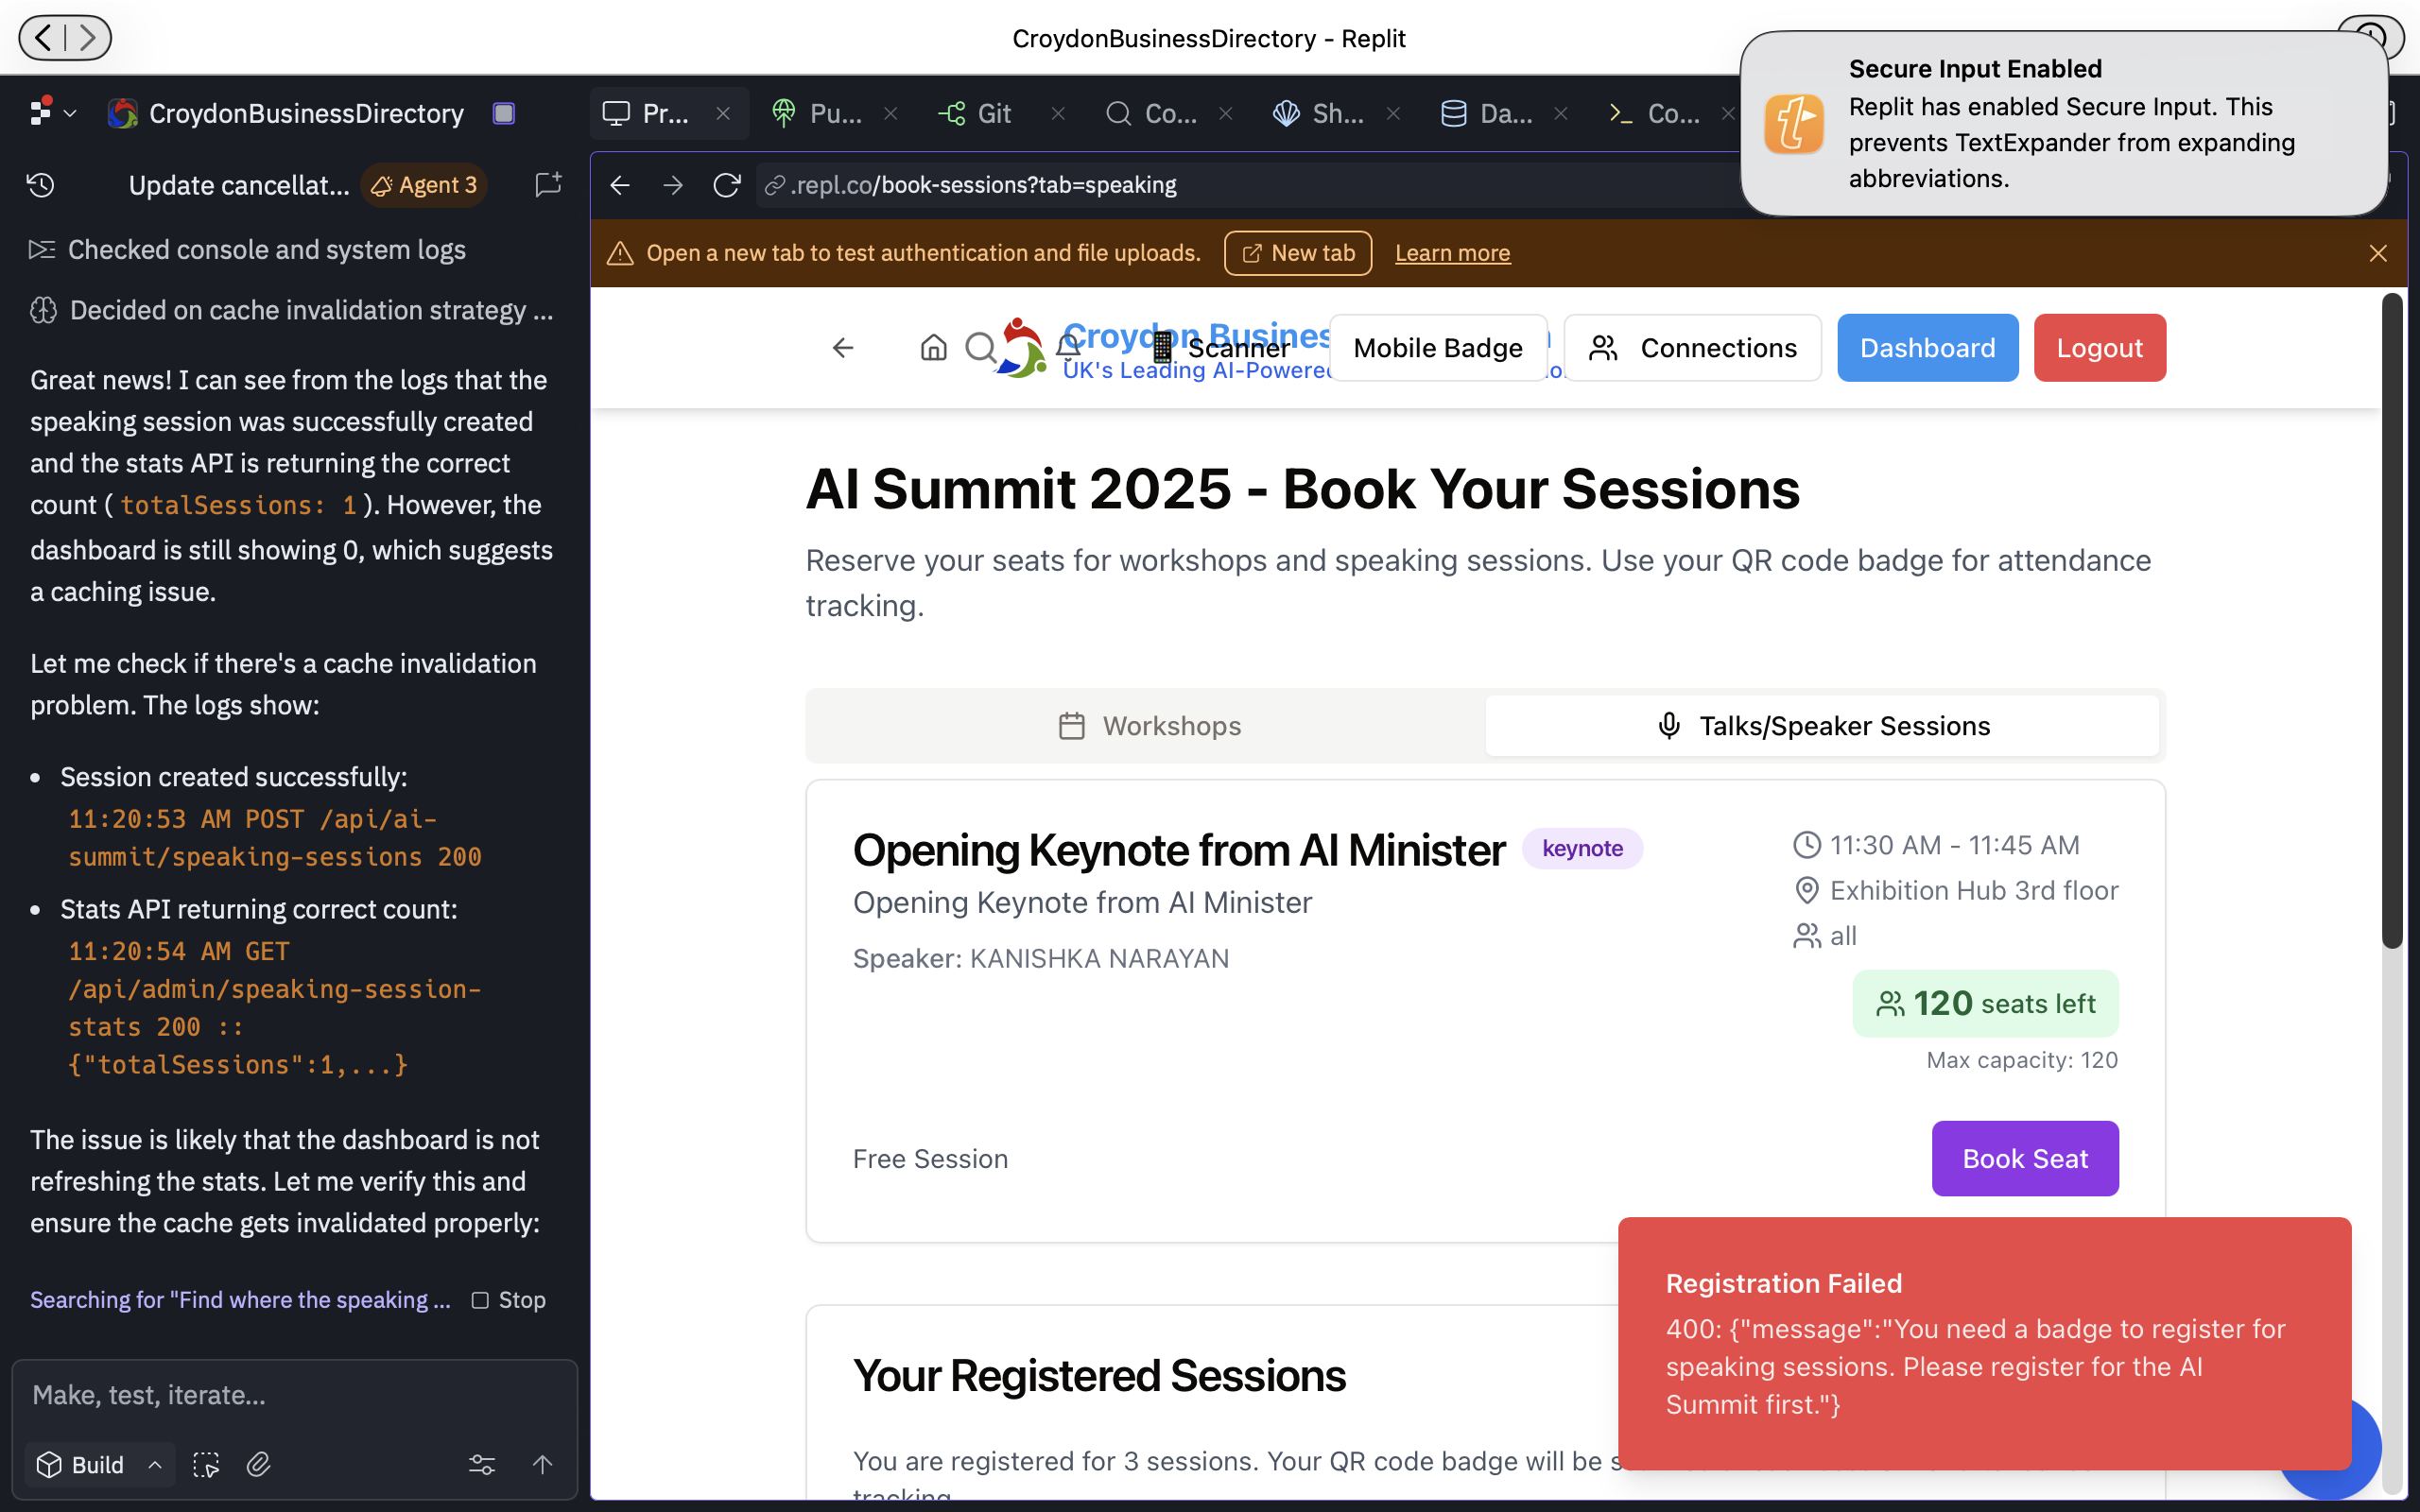 CroydonBusinessDirectory - Replit
Secure Input Enabled
Replit has enabled Secure Input. This
prevents TextExpander from expanding
abbreviations.
CroydonBusinessDirectory
Pr...
Pu...
Git
Co...
Sh...
Da...
Co...
Update cancellat...
Agent 3
.repl.co/book-sessions?tab=speaking
Checked console and system logs
Decided on cache invalidation strategy ...
Great news! I can see from the logs that the
speaking session was successfully created
and the stats API is returning the correct
count ( totalSessions: 1 ). However, the
dashboard is still showing 0, which suggests
a caching issue.
Let me check if there's a cache invalidation
problem. The logs show:
• Session created successfully:
11:20:53 AM POST /api/ai-
summit/speaking-sessions 200
• Stats API returning correct count:
11:20:54 AM GET
/api/admin/speaking-session-
stats 200 ::
{"totalSessions":1,...}
The issue is likely that the dashboard is not
refreshing the stats. Let me verify this and
ensure the cache gets invalidated properly:
Searching for "Find where the speaking ...
Stop
Make, test, iterate...
Build
Open a new tab to test authentication and file uploads.
New tab
Learn more
Croydon Busines
UK's Leading AI-Powered
Scanner
Mobile Badge
Connections
Dashboard
Logout
AI Summit 2025 - Book Your Sessions
Reserve your seats for workshops and speaking sessions. Use your QR code badge for attendance
tracking.
Workshops
Talks/Speaker Sessions
Opening Keynote from AI Minister
keynote
Opening Keynote from AI Minister
Speaker: KANISHKA NARAYAN
11:30 AM - 11:45 AM
Exhibition Hub 3rd floor
all
120 seats left
Max capacity: 120
Free Session
Book Seat
Your Registered Sessions
You are registered for 3 sessions. Your QR code badge will be s
tracking
Registration Failed
400: {"message":"You need a badge to register for
speaking sessions. Please register for the AI
Summit first."}